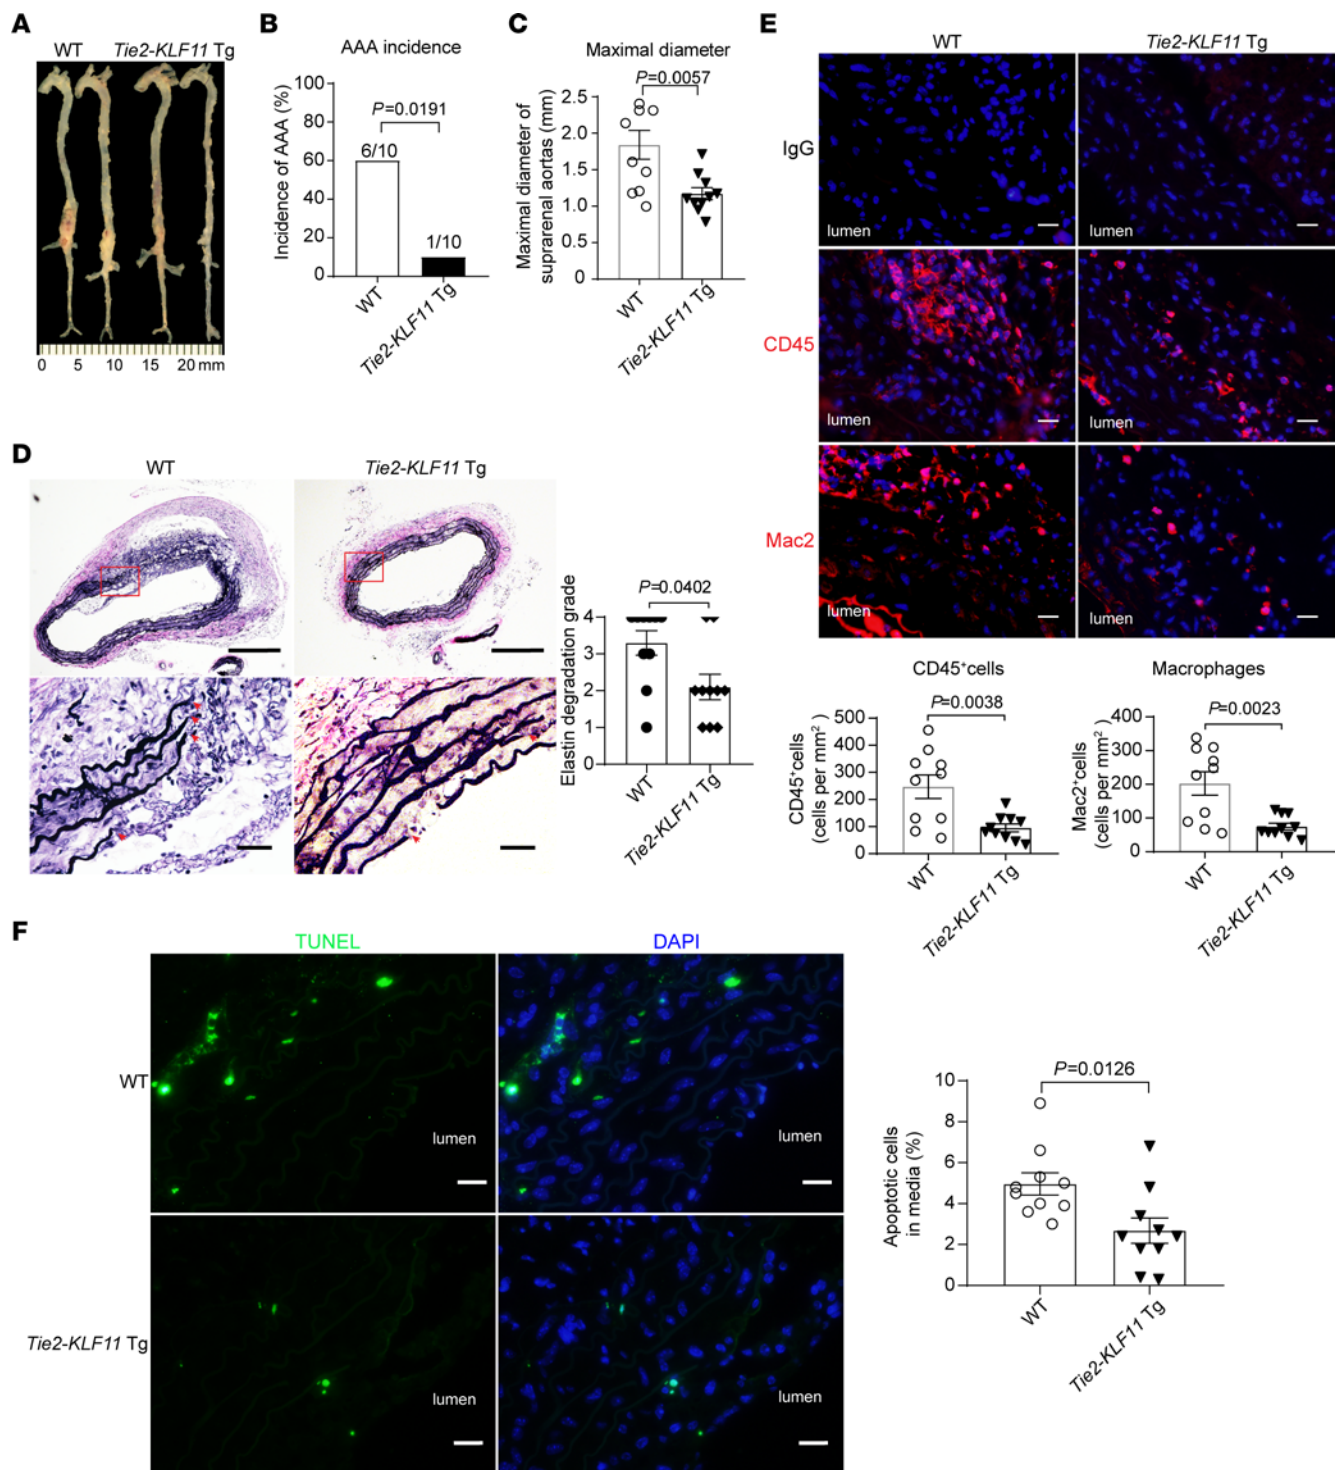 A
WT Tie2-KLF11 Tg
0 5 10 15 20 mm
B
AAA incidence
Incidence of AAA (%)
100
80
60
40
20
0
P=0.0191
6/10
1/10
WT
Tie2-KLF11 Tg
C
Maximal diameter
Maximal diameter of
suprarenal aortas (mm)
P=0.0057
2.5
2.0
1.5
1.0
0.5
0
WT
Tie2-KLF11 Tg
D
WT Tie2-KLF11 Tg
Elastin degradation grade
P=0.0402
4
3
2
1
0
WT
Tie2-KLF11 Tg
E
WT Tie2-KLF11 Tg
IgG
lumen lumen
CD45
lumen lumen
Mac2
lumen lumen
CD45⁺cells
CD45⁺cells
(cells per mm²)
P=0.0038
500
400
300
200
100
0
WT
Tie2-KLF11 Tg
Macrophages
Mac2⁺cells
(cells per mm²)
P=0.0023
400
300
200
100
0
WT
Tie2-KLF11 Tg
F
TUNEL DAPI
WT
lumen lumen
Tie2-KLF11 Tg
lumen lumen
Apoptotic cells
in media (%)
P=0.0126
10
8
6
4
2
0
WT
Tie2-KLF11 Tg